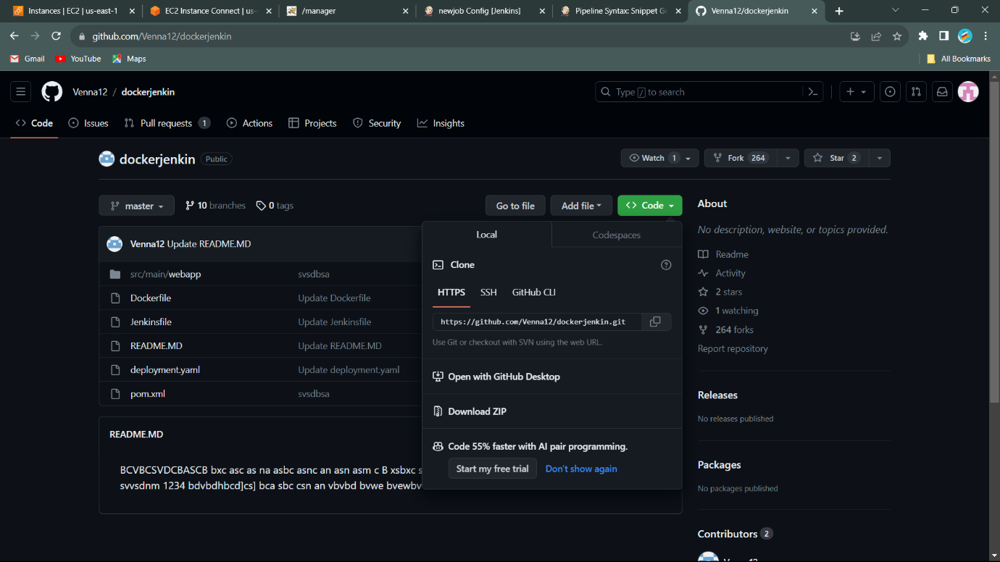 Instances | EC2 | us-east-1
EC2 Instance Connect | us-
/manager
newjob Config [Jenkins]
Pipeline Syntax: Snippet Ge
Venna12/dockerjenkin
github.com/Venna12/dockerjenkin
Gmail
YouTube
Maps
All Bookmarks
Venna12 / dockerjenkin
Type / to search
Code
Issues
Pull requests 1
Actions
Projects
Security
Insights
dockerjenkin Public
Watch 1
Fork 264
Star 2
master
10 branches
0 tags
Go to file
Add file
Code
Venna12 Update README.MD
src/main/webapp svsdbsa
Dockerfile Update Dockerfile
Jenkinsfile Update Jenkinsfile
README.MD Update README.MD
deployment.yaml Update deployment.yaml
pom.xml svsdbsa
README.MD
BCVBCSVDCBASCB bxc asc as na asbc asnc an asn asm c B xsbxc s
svvsdnm 1234 bdvbdhbcd]cs] bca sbc csn an vbvbd bvwe bvewbv
Local
Codespaces
Clone
HTTPS
SSH
GitHub CLI
https://github.com/Venna12/dockerjenkin.git
Use Git or checkout with SVN using the web URL.
Open with GitHub Desktop
Download ZIP
Code 55% faster with AI pair programming.
Start my free trial
Don't show again
About
No description, website, or topics provided.
Readme
Activity
2 stars
1 watching
264 forks
Report repository
Releases
No releases published
Packages
No packages published
Contributors 2
Venna12